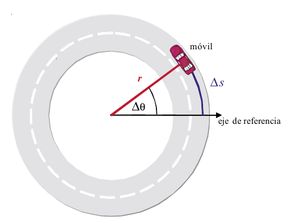 móvil
r
Δs
Δθ
eje de referencia